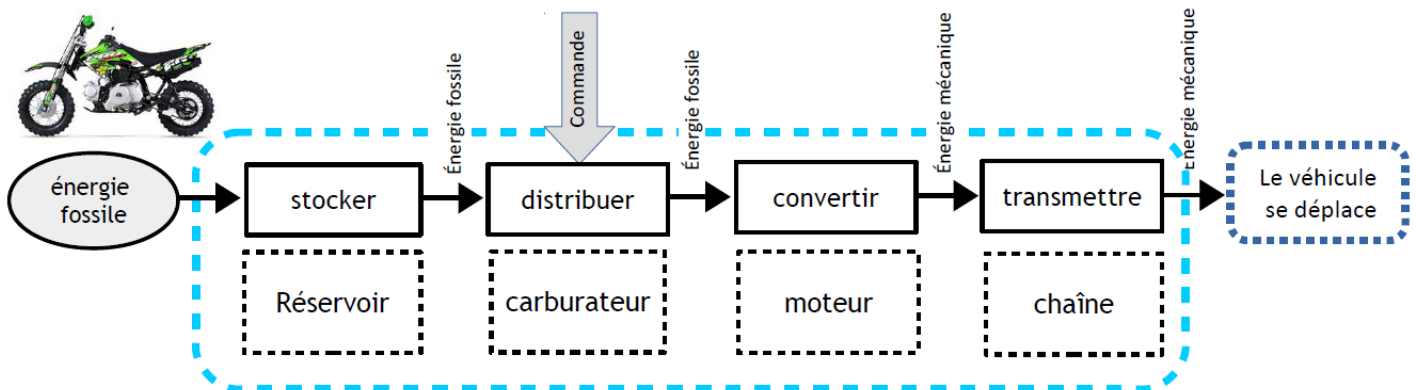 Commande
Énergie fossile
Énergie fossile
Énergie mécanique
Énergie mécanique
énergie
fossile
stocker
distribuer
convertir
transmettre
Le véhicule
se déplace
Réservoir
carburateur
moteur
chaîne